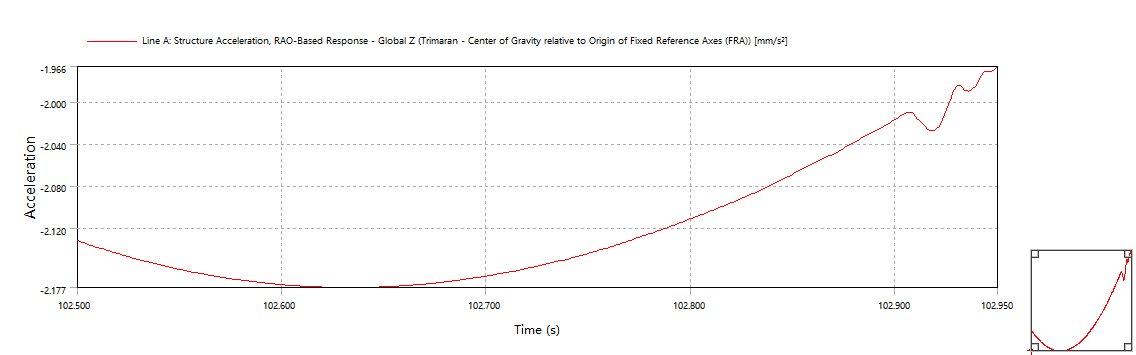 Line A: Structure Acceleration, RAO-Based Response - Global Z (Trimaran - Center of Gravity relative to Origin of Fixed Reference Axes (FRA)) [mm/s²]
-1.966
-2.000
-2.040
-2.080
-2.120
-2.177
Acceleration
102.500 102.600 102.700 102.800 102.900 102.950
Time (s)